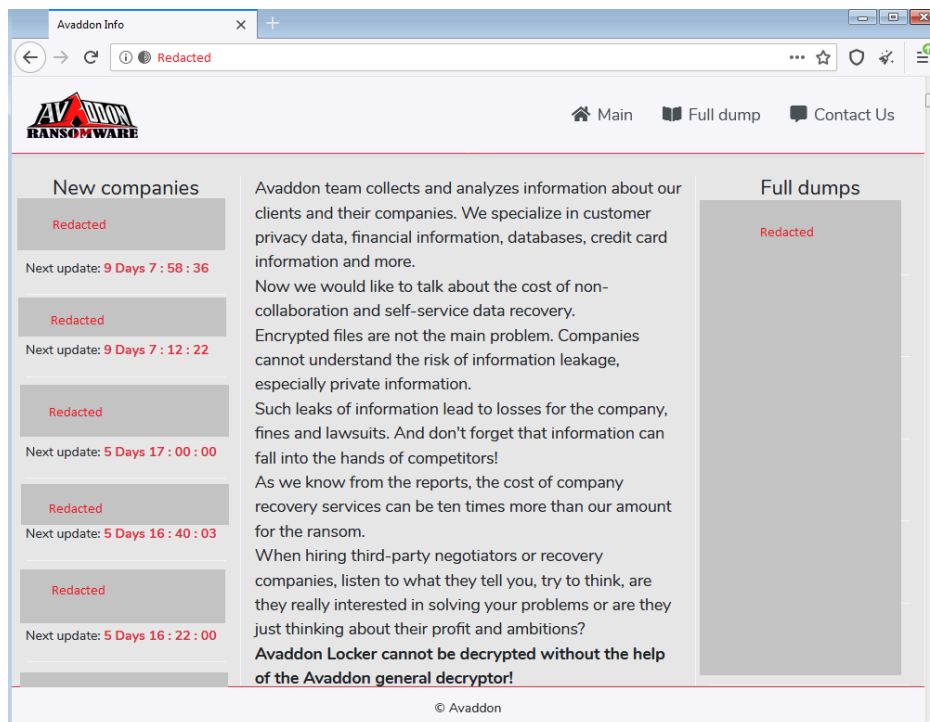 Avaddon Info
Redacted
AVADDON
RANSOMWARE
Main
Full dump
Contact Us
New companies
Redacted
Next update: 9 Days 7 : 58 : 36
Redacted
Next update: 9 Days 7 : 12 : 22
Redacted
Next update: 5 Days 17 : 00 : 00
Redacted
Next update: 5 Days 16 : 40 : 03
Redacted
Next update: 5 Days 16 : 22 : 00
Avaddon team collects and analyzes information about our
clients and their companies. We specialize in customer
privacy data, financial information, databases, credit card
information and more.
Now we would like to talk about the cost of non-
collaboration and self-service data recovery.
Encrypted files are not the main problem. Companies
cannot understand the risk of information leakage,
especially private information.
Such leaks of information lead to losses for the company,
fines and lawsuits. And don't forget that information can
fall into the hands of competitors!
As we know from the reports, the cost of company
recovery services can be ten times more than our amount
for the ransom.
When hiring third-party negotiators or recovery
companies, listen to what they tell you, try to think, are
they really interested in solving your problems or are they
just thinking about their profit and ambitions?
Avaddon Locker cannot be decrypted without the help
of the Avaddon general decryptor!
Full dumps
Redacted
© Avaddon